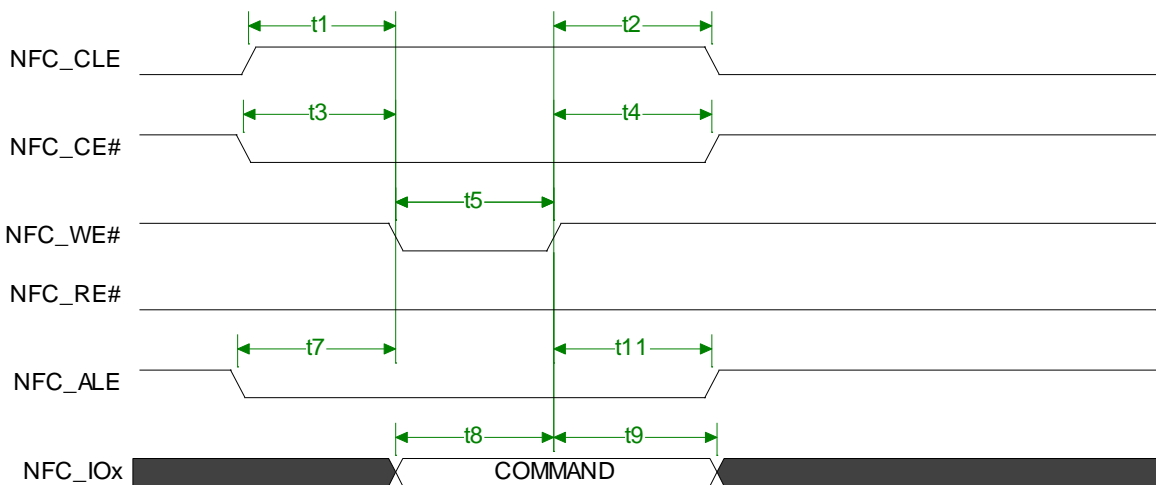 t1 t2
NFC_CLE
t3 t4
NFC_CE#
t5
NFC_WE#
NFC_RE#
t7 t11
NFC_ALE
t8 t9
NFC_IOx COMMAND